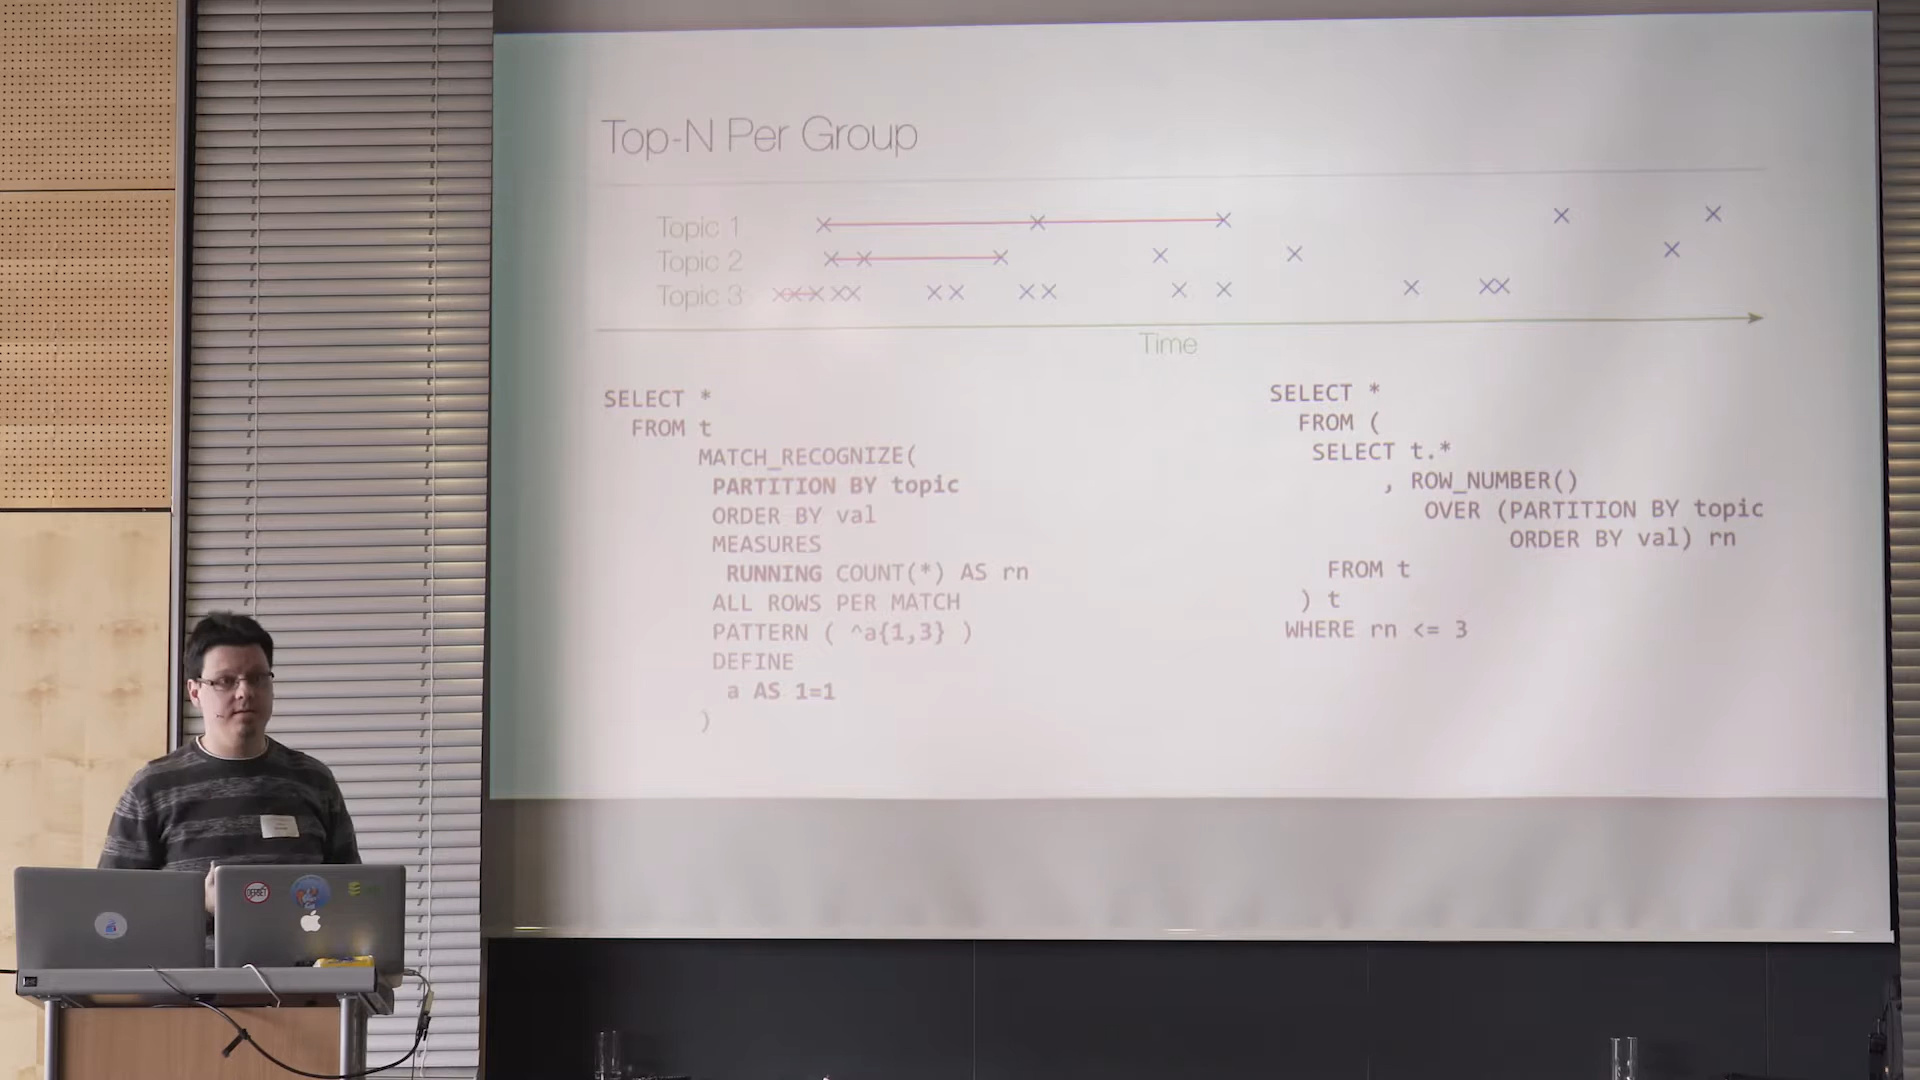 Top-N Per Group
Topic 1
Topic 2
Topic 3
Time
SELECT *
FROM t
MATCH_RECOGNIZE(
PARTITION BY topic
ORDER BY val
MEASURES
RUNNING COUNT(*) AS rn
ALL ROWS PER MATCH
PATTERN ( ^a{1,3} )
DEFINE
a AS 1=1
)
SELECT *
FROM (
SELECT t.*
, ROW_NUMBER()
OVER (PARTITION BY topic
ORDER BY val) rn
FROM t
) t
WHERE rn <= 3